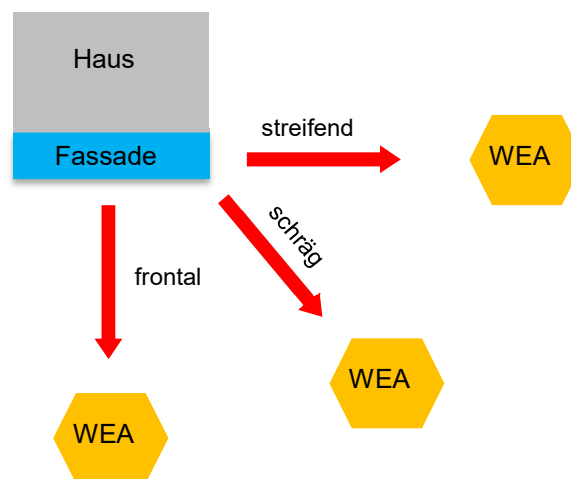 Haus
Fassade
streifend
WEA
schräg
frontal
WEA
WEA